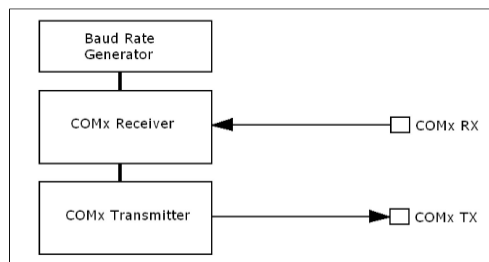 Baud Rate
Generator
COMx Receiver
COMx RX
COMx Transmitter
COMx TX